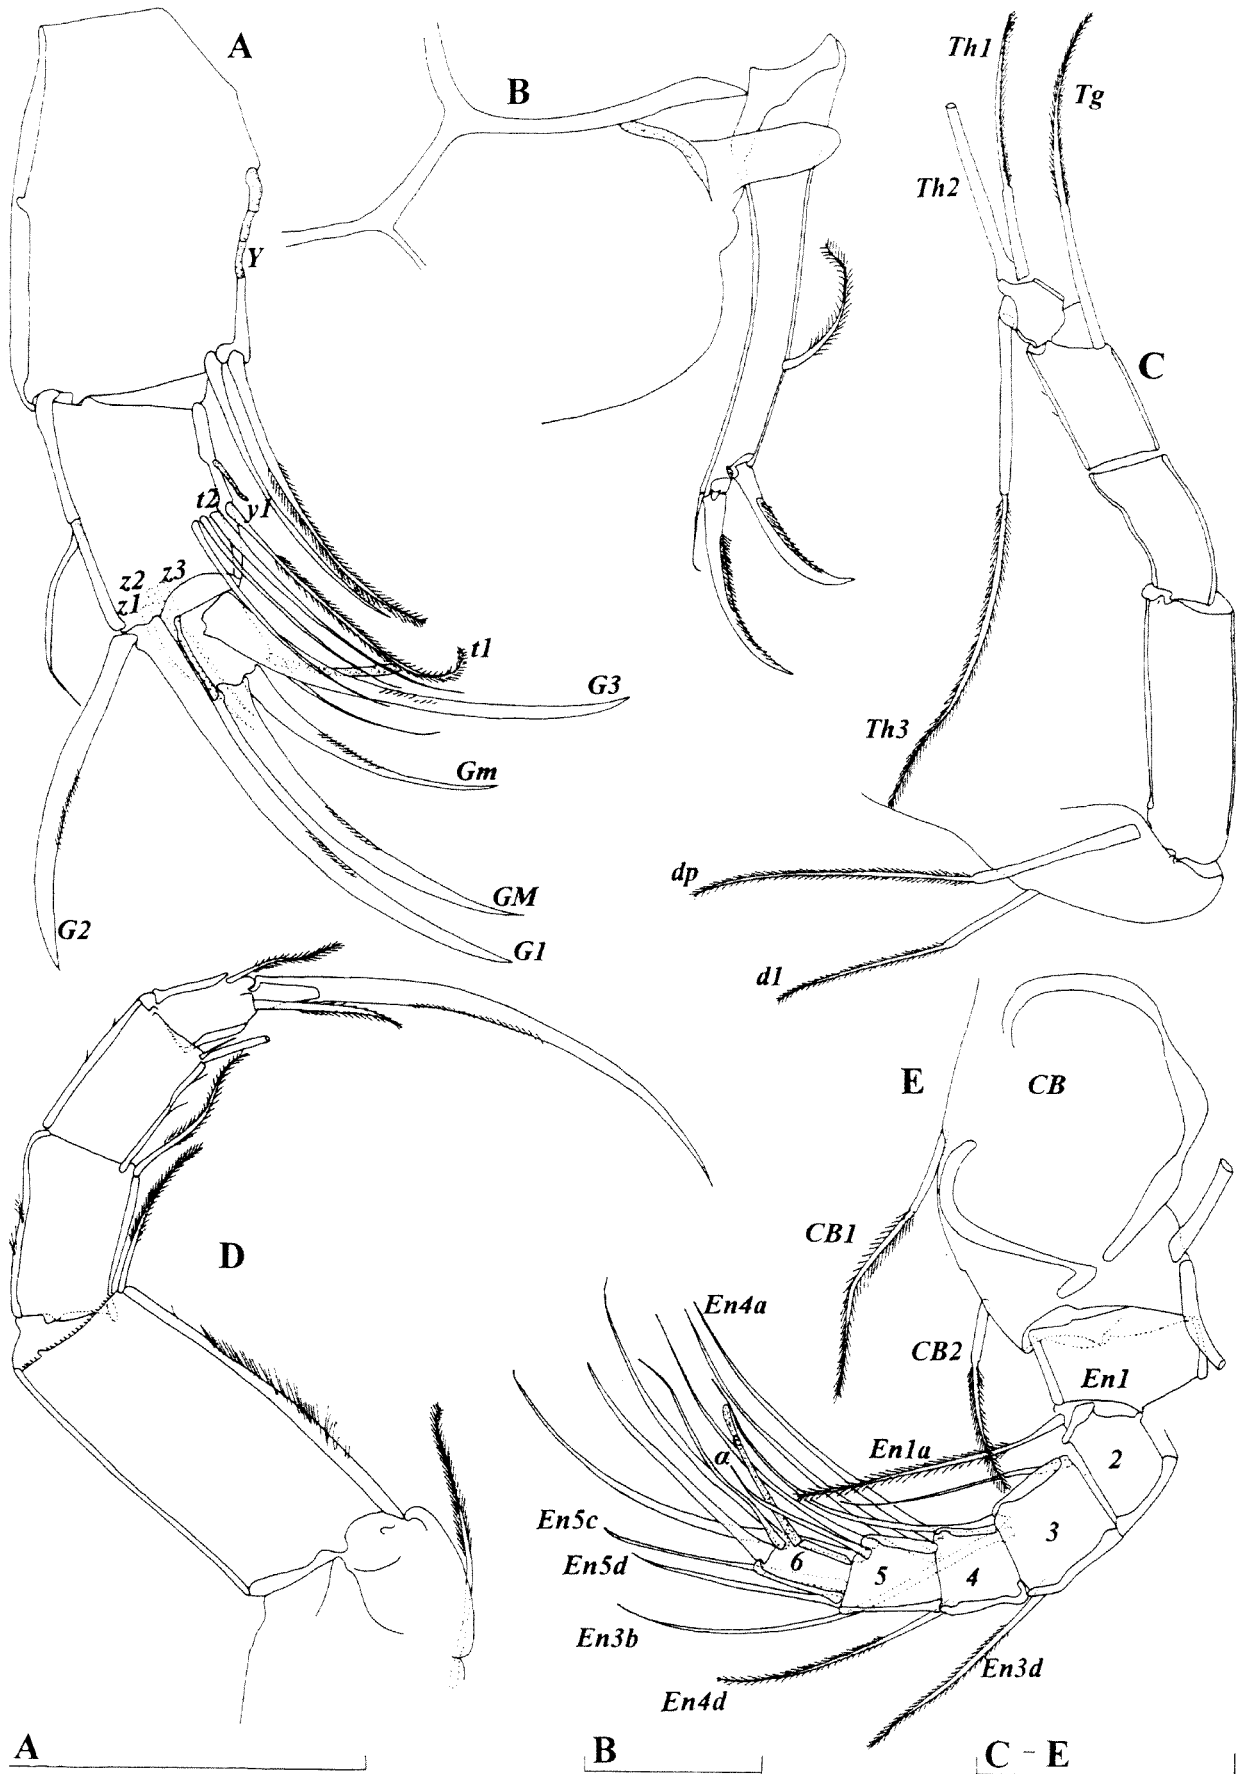 A
B
Th1
Tg
Th2
Y
C
t2
y1
z2
z3
z1
t1
G3
Th3
Gm
dp
GM
G2
G1
d1
E
CB
D
CB1
En4a
CB2
En1
En1a
2
α
En5c
3
6
En5d
5
4
En3b
En3d
En4d
A
B
C - E